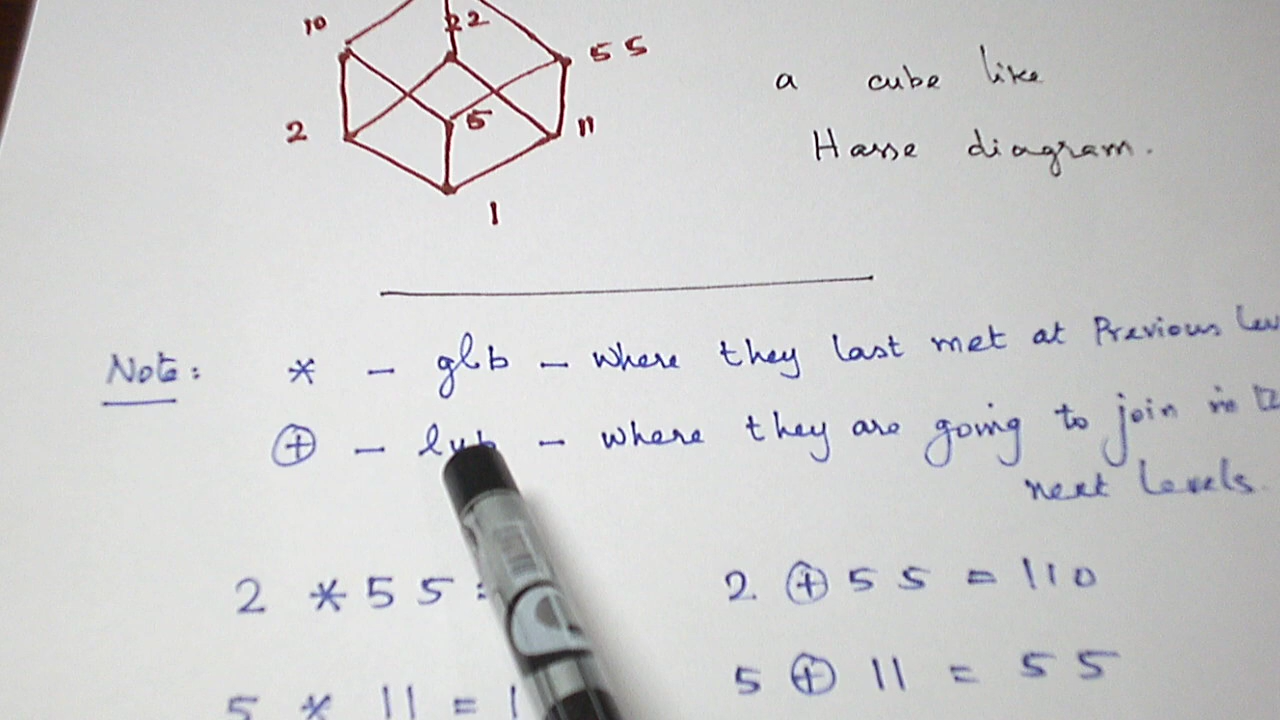 22
10
55
a cube like
2
5
11
Hasse diagram.
1
Note: * - glb - where they last met at Previous
⊕ - lub - where they are going to join in
next levels.
2 * 55 =
2 ⊕ 55 = 110
5 * 11 = 1
5 ⊕ 11 = 55